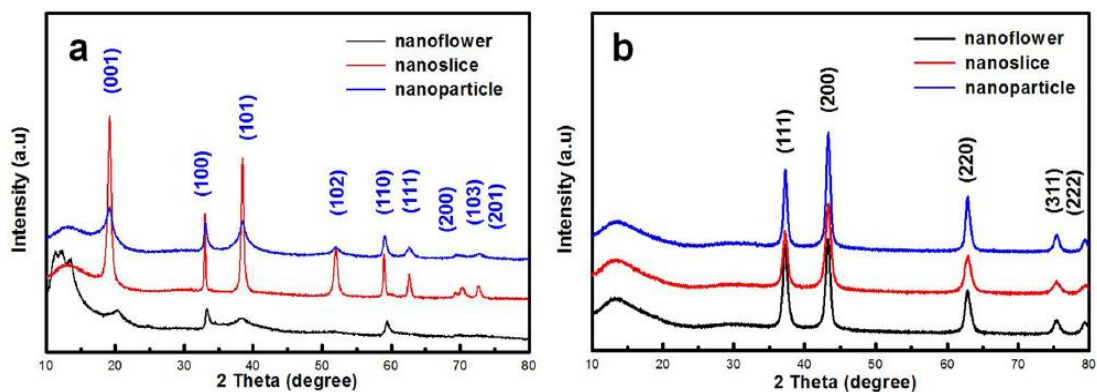 a
nanoflower
nanoslice
nanoparticle
(001)
(100)
(101)
(102)
(110)
(111)
(200)
(103)
(201)
Intensity (a.u)
10 20 30 40 50 60 70 80
2 Theta (degree)
b
nanoflower
nanoslice
nanoparticle
(111)
(200)
(220)
(311)
(222)
Intensity (a.u)
10 20 30 40 50 60 70 80
2 Theta (degree)